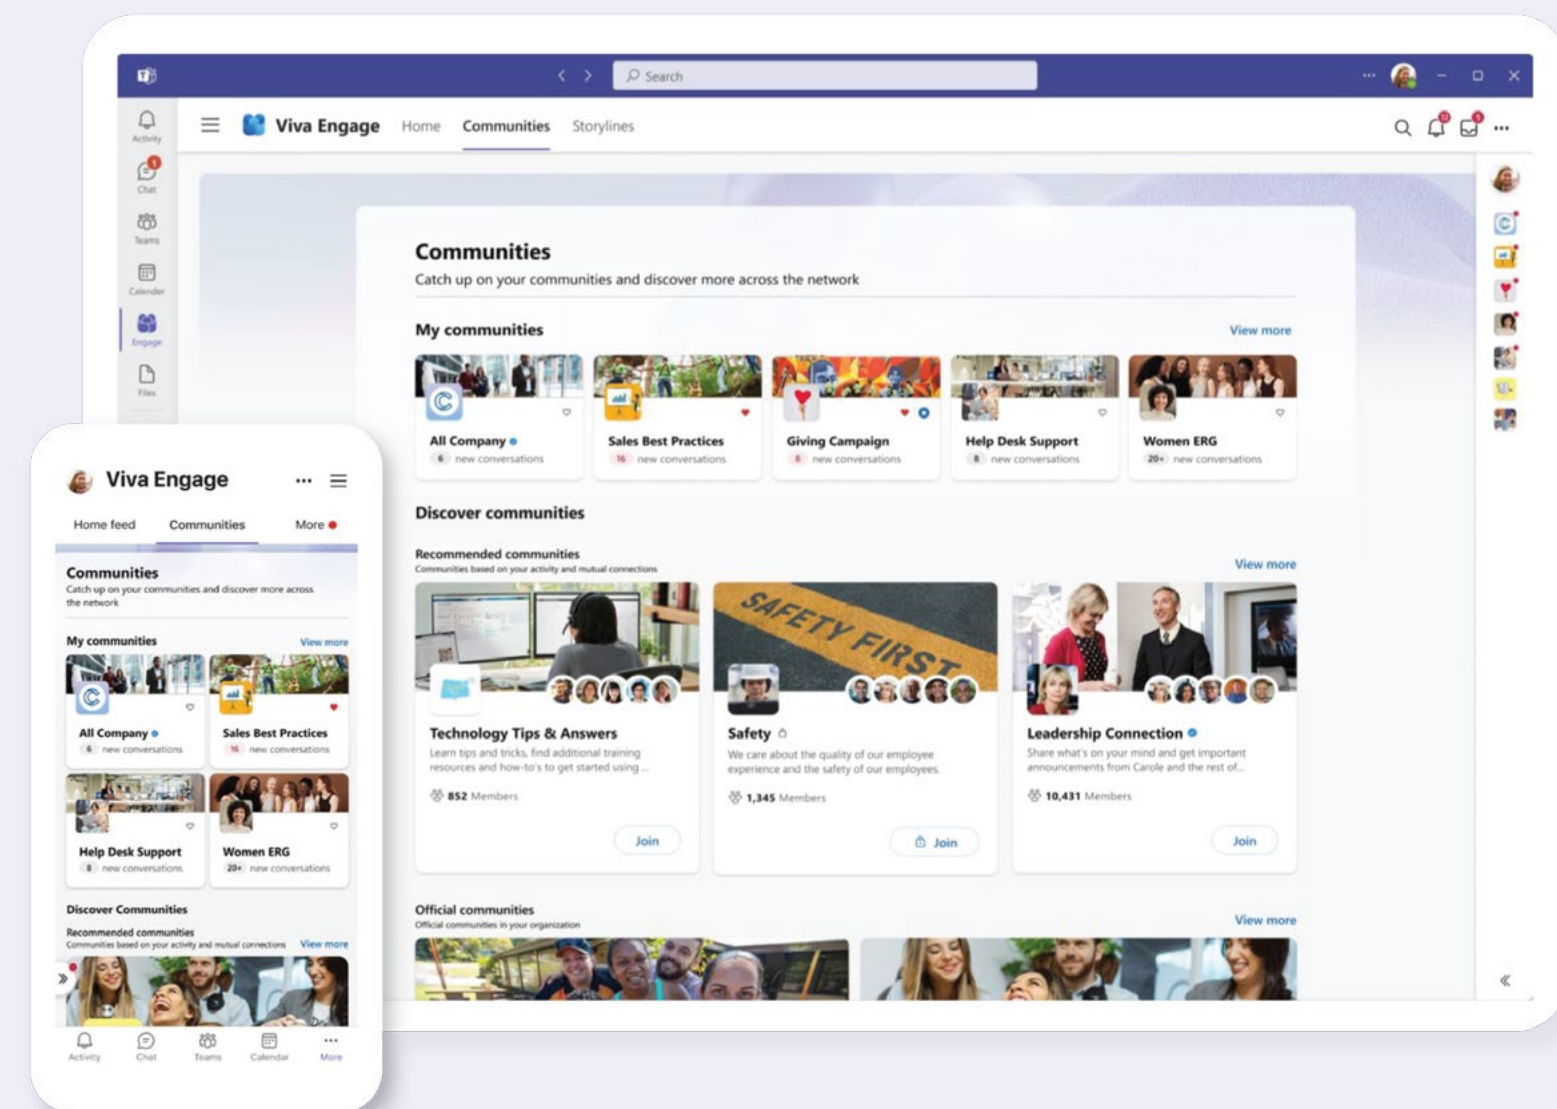 Search
Activity
Chat
Teams
Calender
Engage
Files
Viva Engage
Home
Communities
Storylines
12
5
1
Communities
Catch up on your communities and discover more across the network
My communities
View more
All Company
6 new conversations
Sales Best Practices
16 new conversations
Giving Campaign
8 new conversations
Help Desk Support
8 new conversations
Women ERG
20+ new conversations
Discover communities
Recommended communities
Communities based on your activity and mutual connections
View more
SAFETY FIRST
Technology Tips & Answers
Learn tips and tricks, find additional training
resources and how-to's to get started using ...
852 Members
Join
Safety
We care about the quality of our employee
experience and the safety of our employees.
1,345 Members
Join
Leadership Connection
Share what's on your mind and get important
announcements from Carole and the rest of...
10,431 Members
Join
Official communities
Official communities in your organization
View more
Viva Engage
Home feed
Communities
More
Communities
Catch up on your communities and discover more across
the network
My communities
View more
All Company
6 new conversations
Sales Best Practices
16 new conversations
Help Desk Support
8 new conversations
Women ERG
20+ new conversations
Discover Communities
Recommended communities
Communities based on your activity and mutual connections
View more
Activity
Chat
Teams
Calendar
More